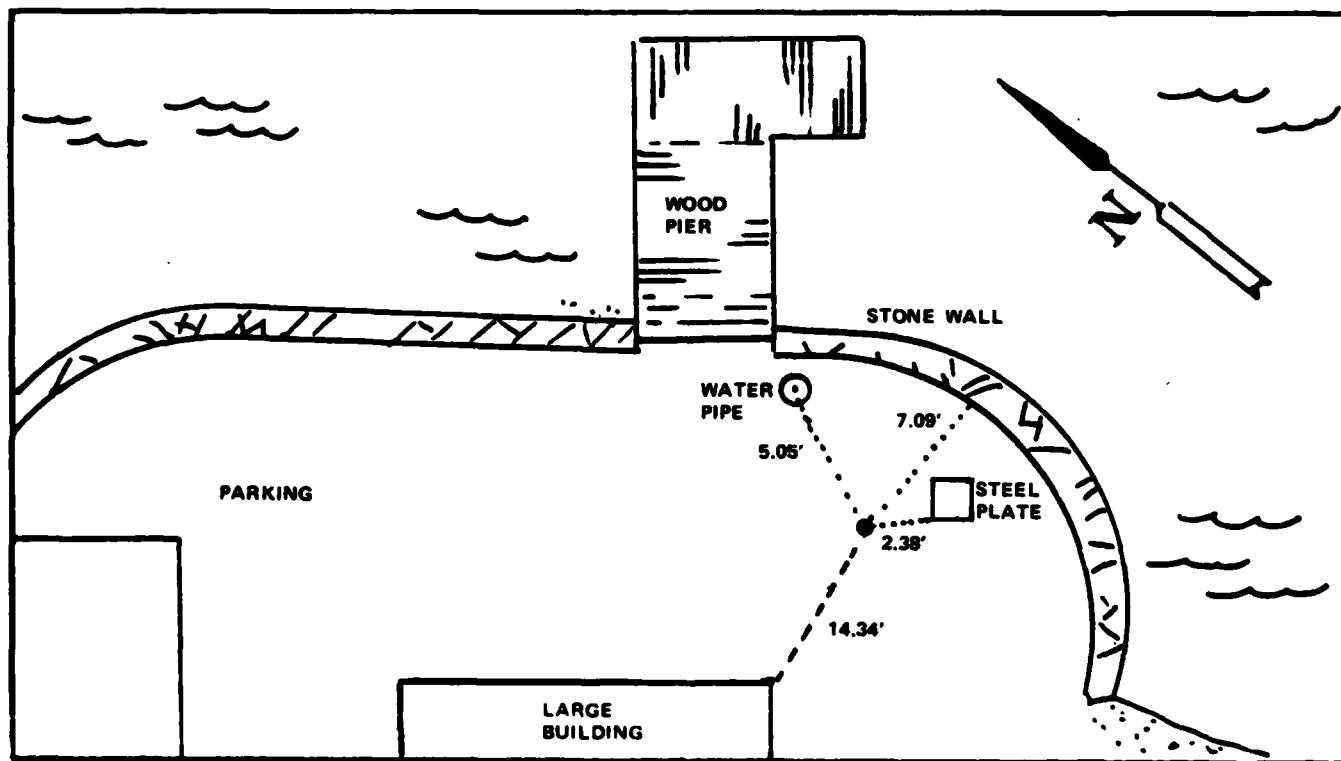 WOOD
PIER
N
STONE WALL
WATER
PIPE
7.09'
5.05'
PARKING
STEEL
PLATE
2.38'
14.34'
LARGE
BUILDING